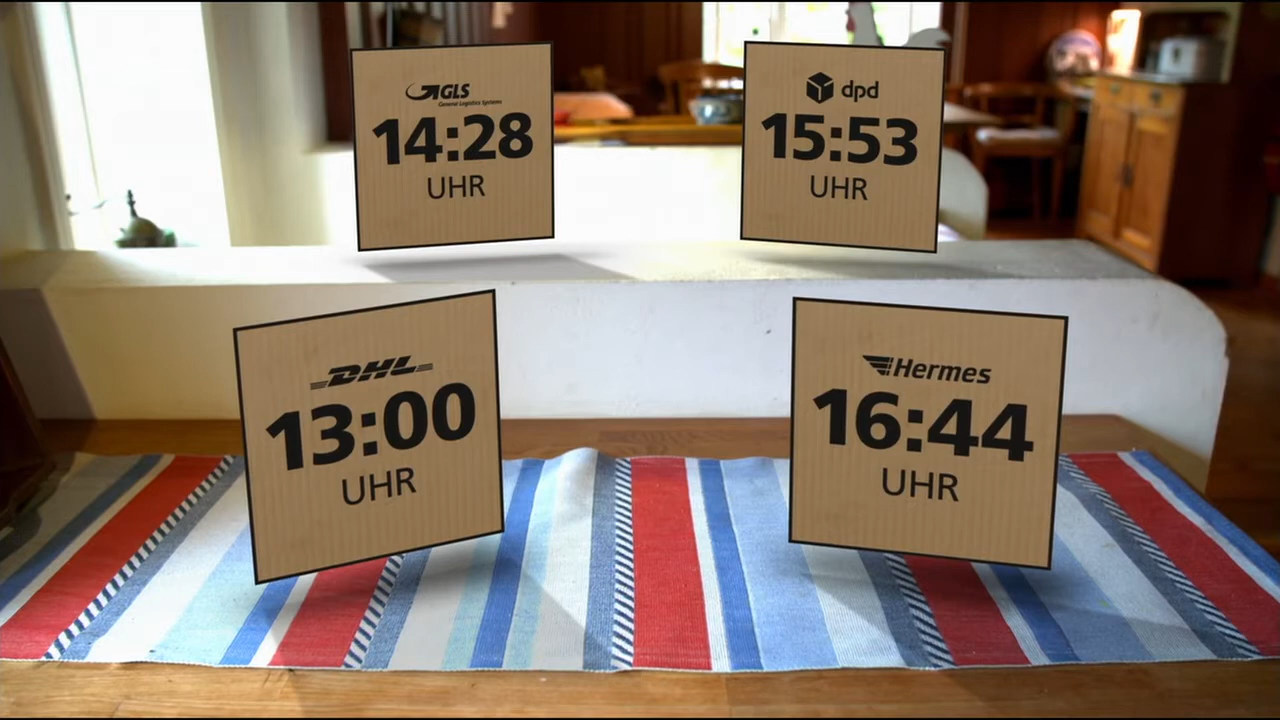 GLS
General Logistics Systems
14:28
UHR
dpd
15:53
UHR
DHL
13:00
UHR
Hermes
16:44
UHR